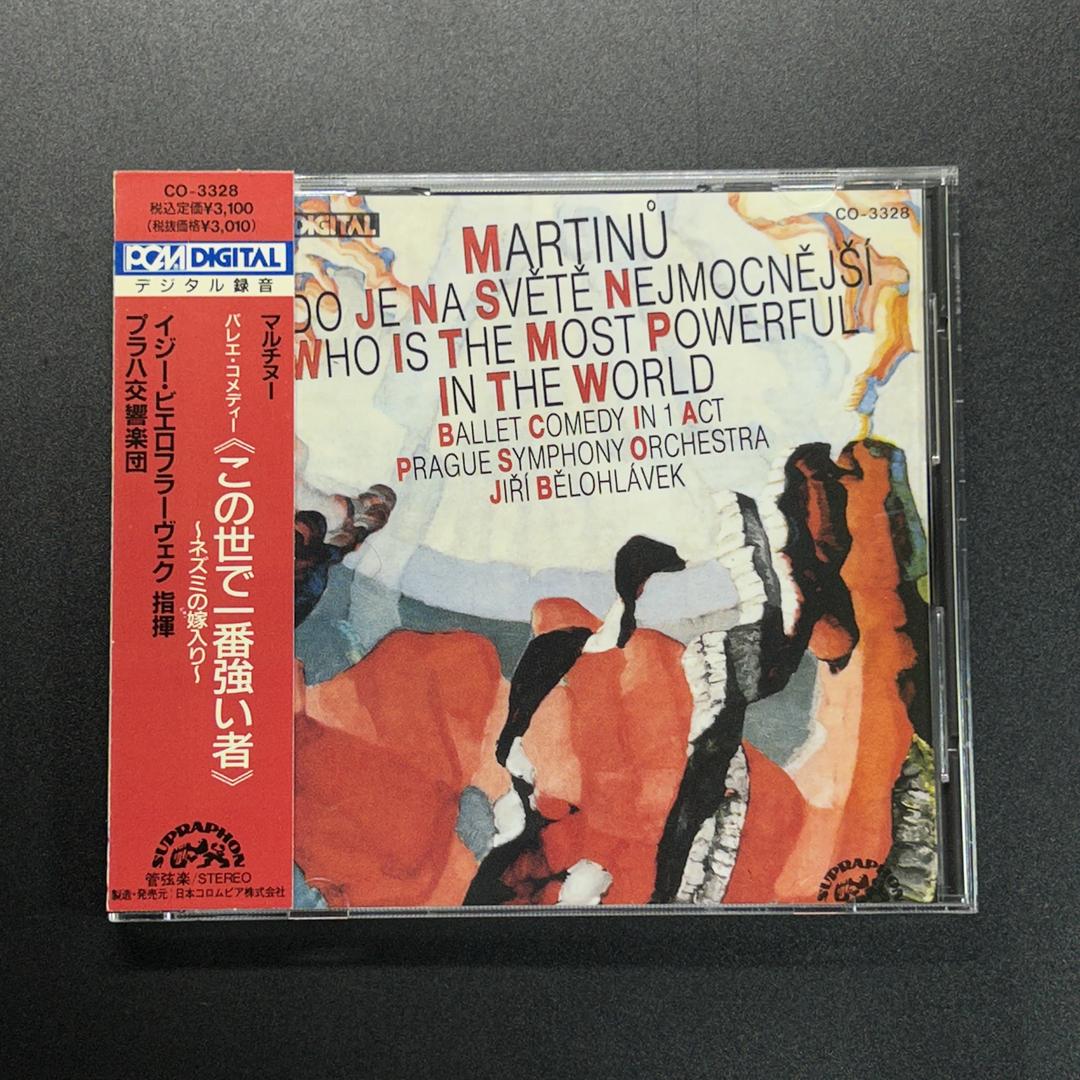 CO-3328
税込定価¥3,100
(税抜価格¥3,010)
PCM DIGITAL
デジタル録音
マルチヌー
バレエ・コメディー
《この世で一番強い者》
～ネズミの嫁入り～
イジー・ビエロフラーヴェク 指揮
プラハ交響楽団
SUPRAPHON
管弦楽/STEREO
製造・発売元 日本コロムビア株式会社
DIGITAL
CO-3328
MARTINŮ
DO JE NA SVĚTĚ NEJMOCNĚJŠÍ
WHO IS THE MOST POWERFUL
IN THE WORLD
BALLET COMEDY IN 1 ACT
PRAGUE SYMPHONY ORCHESTRA
JIŘÍ BĚLOHLÁVEK
SUPRAPHON